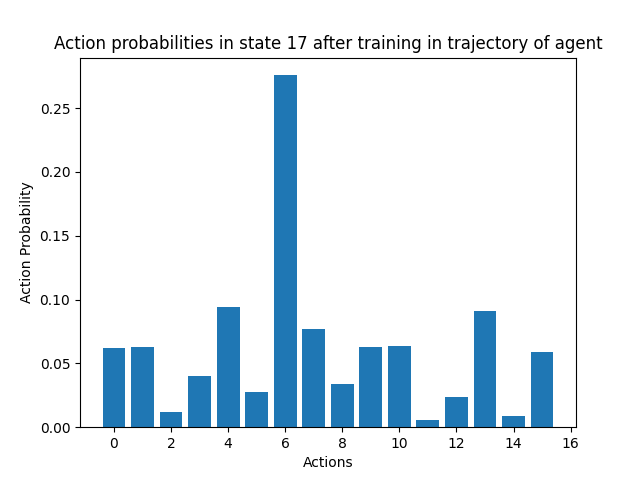 Action probabilities in state 17 after training in trajectory of agent
0.25
0.20
0.15
0.10
0.05
0.00
Action Probability
0 2 4 6 8 10 12 14 16
Actions